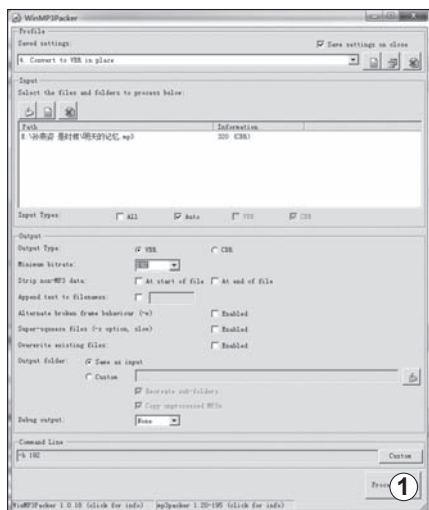 WinMP3Packer
Profile
Saved settings:
Save settings on close
4. Convert to VBR in place
Input
Select the files and folders to process below:
Path Information
320 (CBR)
Input Types: All Auto VBR CBR
Output
Output Type: VBR CBR
Minimum bitrate:
Strip non-MP3 data: At start of file At end of file
Append text to filenames:
Alternate broken frame behaviour (-w) Enabled
Super-squeeze files (-z option, slow) Enabled
Overwrite existing files: Enabled
Output folder: Same as input
Custom
Recreate sub-folders
Copy unprocessed MP3s
Debug output: None
Command Line
-b 192
Custom
1
WinMP3Packer 1.0.18 (click for info) mp3packer 1.20-195 (click for info)